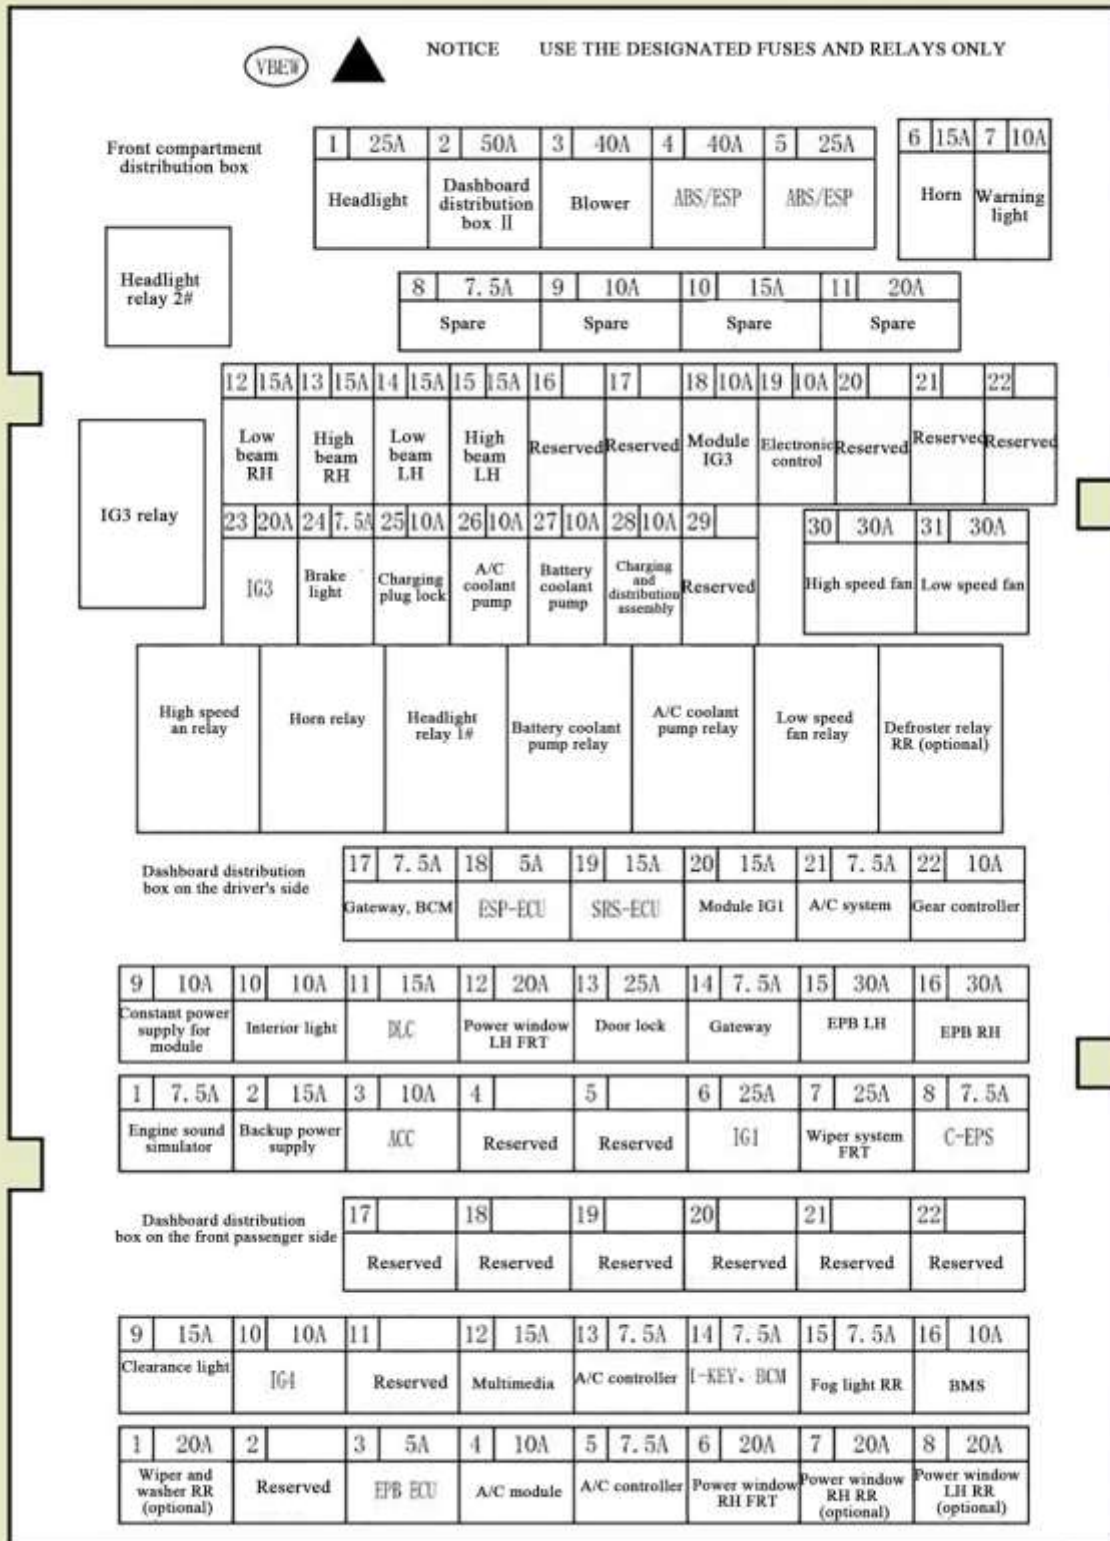 VBEW
NOTICE USE THE DESIGNATED FUSES AND RELAYS ONLY
Front compartment
distribution box
1 25A 2 50A 3 40A 4 40A 5 25A
Headlight
Dashboard
distribution
box II
Blower
ABS/ESP
ABS/ESP
6 15A 7 10A
Horn
Warning
light
Headlight
relay 2#
8 7.5A 9 10A 10 15A 11 20A
Spare Spare Spare Spare
12 15A 13 15A 14 15A 15 15A 16 17 18 10A 19 10A 20 21 22
Low
beam
RH
High
beam
RH
Low
beam
LH
High
beam
LH
Reserved
Reserved
Module
IG3
Electronic
control
Reserved
Reserved
Reserved
IG3 relay
23 20A 24 7.5A 25 10A 26 10A 27 10A 28 10A 29
IG3
Brake
light
Charging
plug lock
A/C
coolant
pump
Battery
coolant
pump
Charging
and
distribution
assembly
Reserved
30 30A 31 30A
High speed fan Low speed fan
High speed
an relay
Horn relay
Headlight
relay 1#
Battery coolant
pump relay
A/C coolant
pump relay
Low speed
fan relay
Defroster relay
RR (optional)
Dashboard distribution
box on the driver's side
17 7.5A 18 5A 19 15A 20 15A 21 7.5A 22 10A
Gateway, BCM ESP-ECU SRS-ECU Module IG1 A/C system Gear controller
9 10A 10 10A 11 15A 12 20A 13 25A 14 7.5A 15 30A 16 30A
Constant power
supply for
module
Interior light
DLC
Power window
LH FRT
Door lock
Gateway
EPB LH
EPB RH
1 7.5A 2 15A 3 10A 4 5 6 25A 7 25A 8 7.5A
Engine sound
simulator
Backup power
supply
ACC
Reserved
Reserved
IG1
Wiper system
FRT
C-EPS
Dashboard distribution
box on the front passenger side
17 18 19 20 21 22
Reserved Reserved Reserved Reserved Reserved Reserved
9 15A 10 10A 11 12 15A 13 7.5A 14 7.5A 15 7.5A 16 10A
Clearance light
IG4
Reserved
Multimedia
A/C controller
I-KEY、BCM
Fog light RR
BMS
1 20A 2 3 5A 4 10A 5 7.5A 6 20A 7 20A 8 20A
Wiper and
washer RR
(optional)
Reserved
EPB ECU
A/C module
A/C controller
Power window
RH FRT
Power window
RH RR
(optional)
Power window
LH RR
(optional)